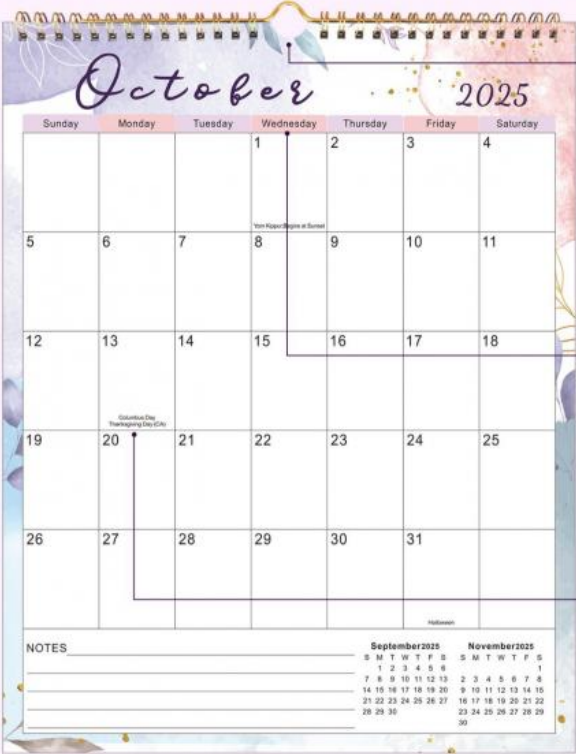 October 2025
Sunday Monday Tuesday Wednesday Thursday Friday Saturday
1 2 3 4
Yom Kippur Begins at Sunset
5 6 7 8 9 10 11
12 13 14 15 16 17 18
Columbus Day
Thanksgiving Day (CA)
19 20 21 22 23 24 25
26 27 28 29 30 31
Halloween
NOTES
September2025 November2025
S M T W T F S S M T W T F S
1 2 3 4 5 6 1
7 8 9 10 11 12 13 2 3 4 5 6 7 8
14 15 16 17 18 19 20 9 10 11 12 13 14 15
21 22 23 24 25 26 27 16 17 18 19 20 21 22
28 29 30 23 24 25 26 27 28 29
30